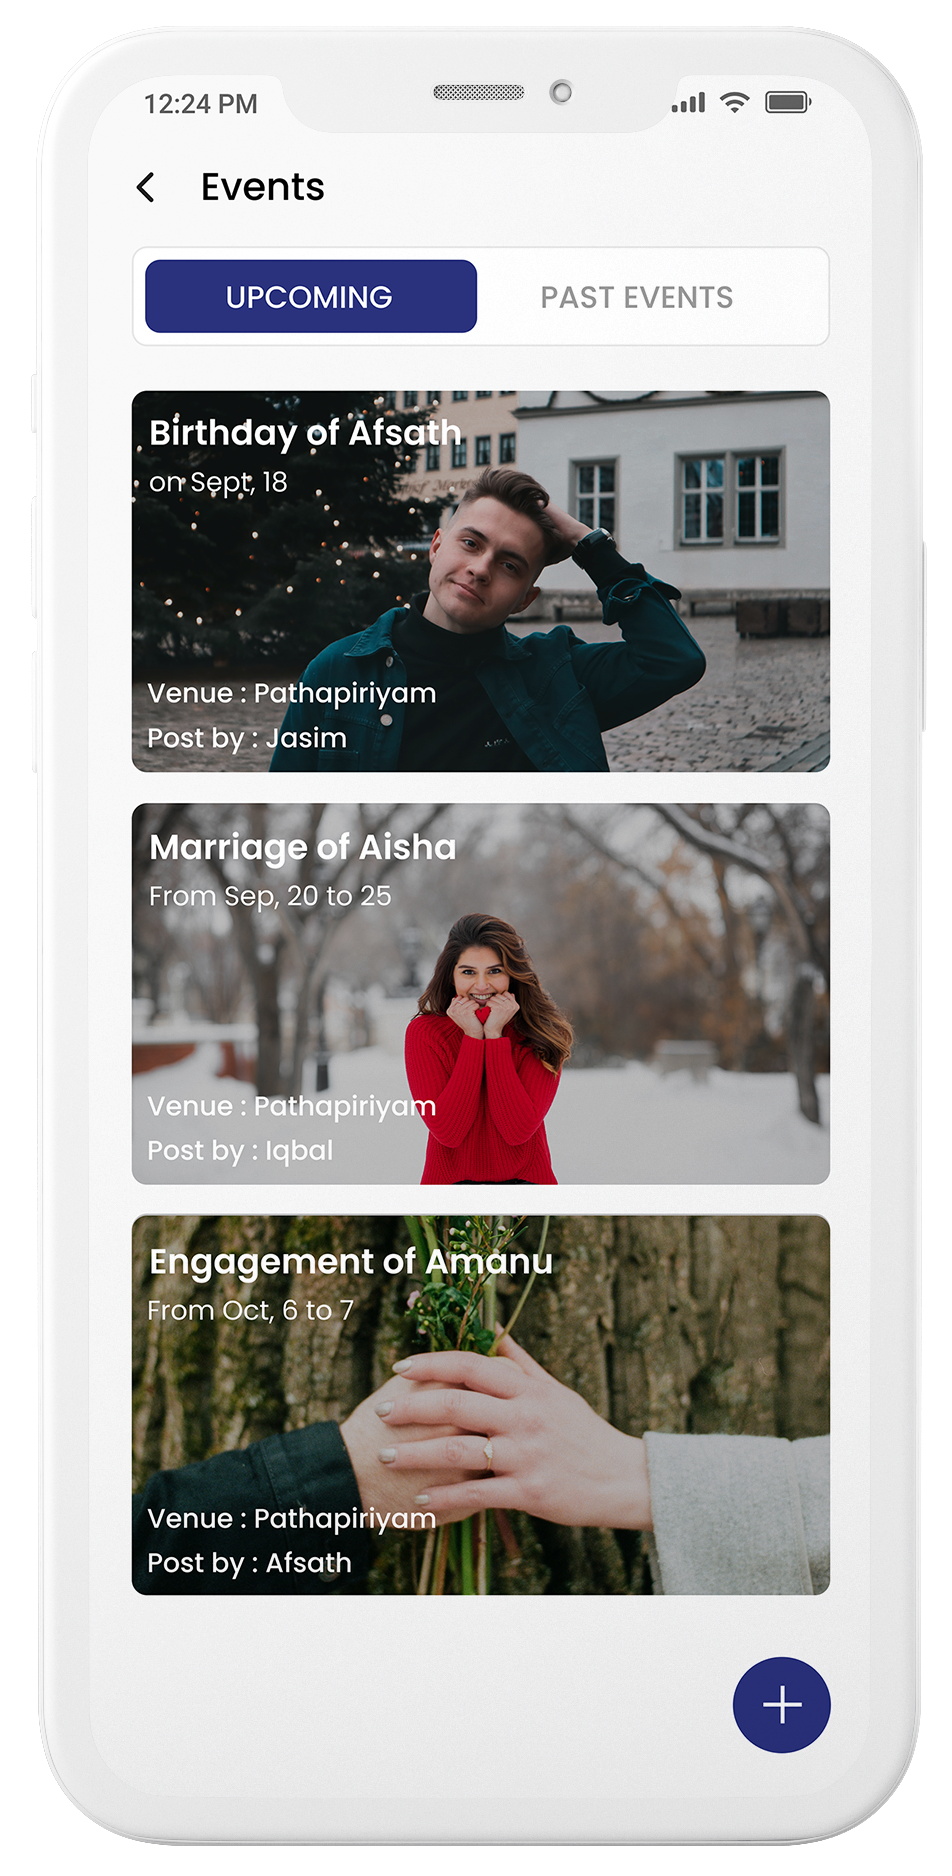 12:24 PM
Events
UPCOMING
PAST EVENTS
Birthday of Afsath
on Sept, 18
Venue : Pathapiriyam
Post by : Jasim
Marriage of Aisha
From Sep, 20 to 25
Venue : Pathapiriyam
Post by : Iqbal
Engagement of Amanu
From Oct, 6 to 7
Venue : Pathapiriyam
Post by : Afsath